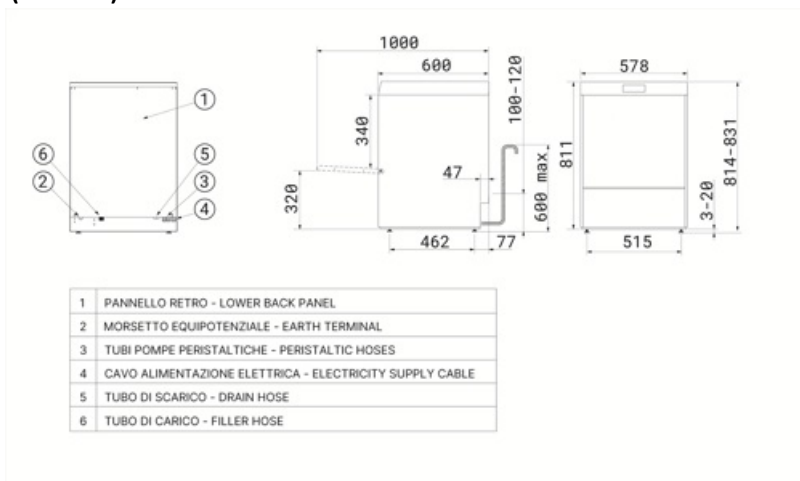 1000
600
100-120
578
340
811
814-831
47
600 max
320
3-20
462
77
515
1
6
5
2
3
4
1 PANNELLO RETRO - LOWER BACK PANEL
2 MORSETTO EQUIPOTENZIALE - EARTH TERMINAL
3 TUBI POMPE PERISTALTICHE - PERISTALTIC HOSES
4 CAVO ALIMENTAZIONE ELETTRICA - ELECTRICITY SUPPLY CABLE
5 TUBO DI SCARICO - DRAIN HOSE
6 TUBO DI CARICO - FILLER HOSE